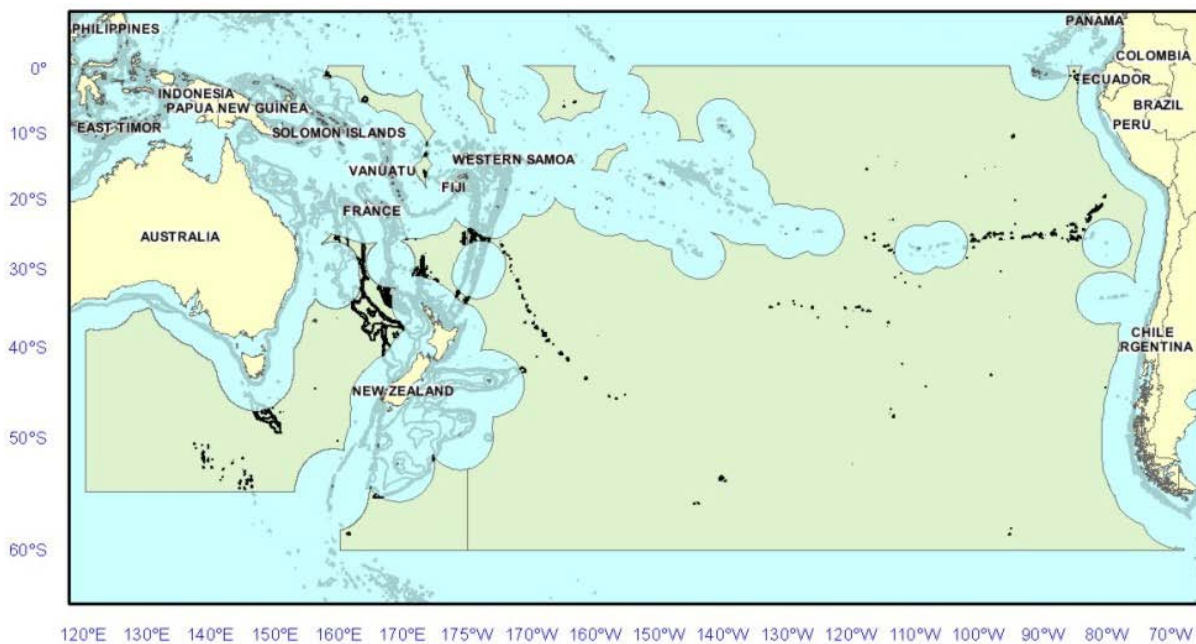 PHILIPPINES
PANAMA
COLOMBIA
0°
ECUADOR
INDONESIA
PAPUA NEW GUINEA
BRAZIL
10°S
EAST TIMOR
SOLOMON ISLANDS
PERU
WESTERN SAMOA
VANUATU
FIJI
20°S
FRANCE
AUSTRALIA
30°S
CHILE
40°S
RGENTINA
NEW ZEALAND
50°S
60°S
120°E 130°E 140°E 150°E 160°E 170°E 175°W 170°W 160°W 150°W 140°W 130°W 120°W 110°W 100°W 90°W 80°W 70°W